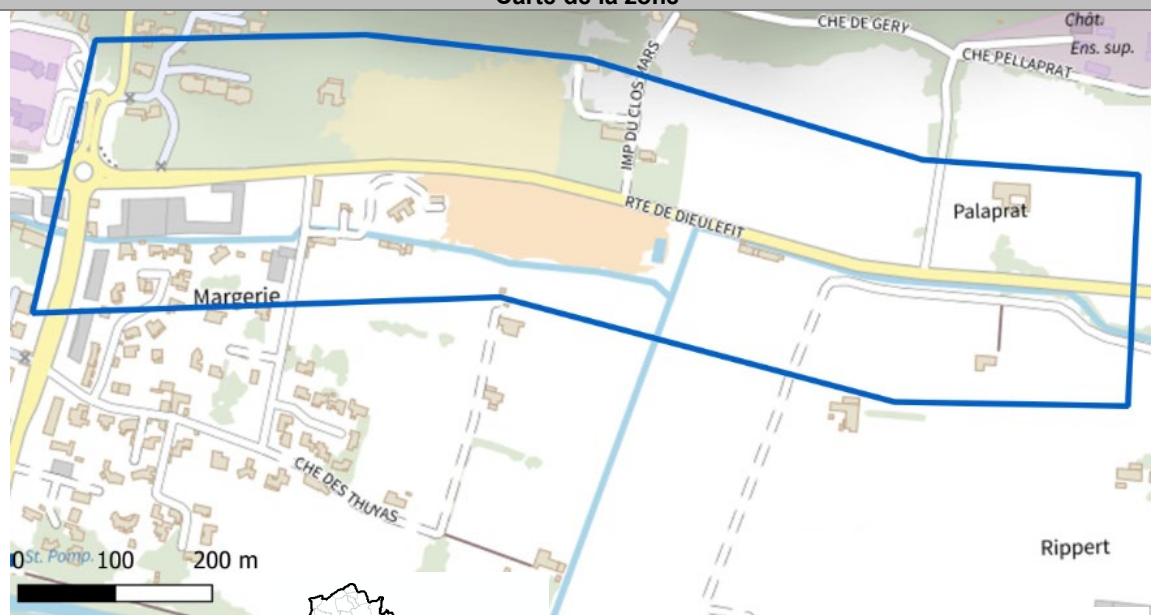 Carte de la zone
CHE DE GERY
Chât.
Ens. sup.
CHE PELLAPRAT
IMP DU CLOS MARS
RTE DE DIEULEFIT
Palaprat
Margerie
CHE DES THUYAS
Rippert
St. Pomp.
0 100 200 m